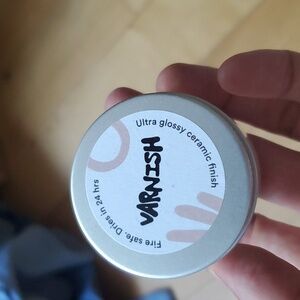 Ultra glossy ceramic finish
VARNISH
Fire safe. Dries in 24 hrs